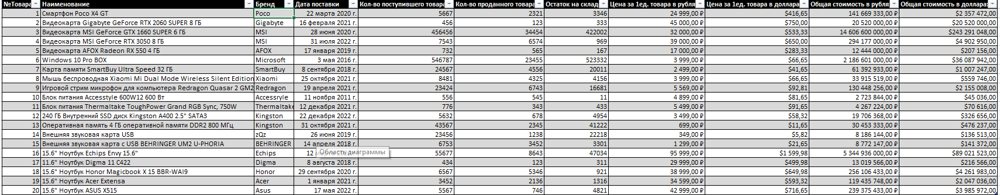 №Товара Наименование Бренд Дата поставки Кол-во поступившего товара Кол-во проданного товара Остаток на склад Цена за 1ед. товара в рублях Цена за 1ед. товара в доллара Общая стоимость в рублях Общая стоимость в долларах
1 Смартфон Poco X4 GT Poco 22 марта 2020 г. 5667 2321 3346 24 999,00 ₽ $416,65 141 669 333,00 ₽ $2 357 472,00
2 Видеокарта Gigabyte GeForce RTX 2060 SUPER 8 ГБ Gigabyte 16 февраля 2021 г. 456 123 333 45 000,00 ₽ $750,00 20 520 000,00 ₽ $20 520 000,00
3 Видеокарта MSI GeForce GTX 1660 SUPER 6 ГБ MSI 28 июня 2020 г. 456456 34454 422002 32 000,00 ₽ $533,33 14 606 600 000,00 ₽ $243 291 048,00
4 Видеокарта MSI GeForce RTX 3050 8 ГБ MSI 31 июля 2022 г. 7543 6574 969 39 000,00 ₽ $650,00 294 177 000,00 ₽ $4 902 950,00
5 Видеокарта AFOX Radeon RX 550 4 ГБ AFOX 17 января 2019 г. 732 565 167 17 000,00 ₽ $283,33 12 444 000,00 ₽ $207 156,00
6 Windows 10 Pro BOX Microsoft 3 мая 2016 г. 546787 23455 523332 3 999,00 ₽ $66,65 2 186 601 000,00 ₽ $36 087 942,00
7 Карта памяти SmartBuy Ultra Speed 32 ГБ SmartBuy 8 сентября 2018 г. 24567 4556 20011 2 499,00 ₽ $41,65 61 392 933,00 ₽ $1 007 247,00
8 Мышь беспроводная Xiaomi Mi Dual Mode Wireless Silent Edition Xiaomi 25 октября 2021 г. 8481 4325 4156 3 999,00 ₽ $66,65 33 915 519,00 ₽ $559 746,00
9 Игровой стрим микрофон для компьютера Redragon Quasar 2 GM2 Redragon 19 апреля 2021 г. 23424 6743 16681 5 569,00 ₽ $92,81 130 448 256,00 ₽ $2 155 008,00
10 Блок питания Accesstyle 600W12 600 Вт Accessryle 11 ноября 2011 г. 556 545 11 4 899,00 ₽ $81,65 2 723 844,00 ₽ $45 036,00
11 Блок питания Thermaltake ToughPower Grand RGB Sync, 750W Thermaltake 12 декабря 2021 г. 776 343 433 5 499,00 ₽ $91,65 4 267 224,00 ₽ $70 616,00
12 240 ГБ Внутренний SSD диск Kingston A400 2.5" SATA3 Kingston 22 декабря 2022 г. 5632 678 4954 3 499,00 ₽ $58,32 19 706 368,00 ₽ $326 656,00
13 Оперативная память 4 ГБ оперативной памяти DDR2 800 МГц Kingston 31 октября 2021 г. 43567 2345 41222 699,00 ₽ $11,65 30 453 333,00 ₽ $476 237,00
14 Внешняя звуковая карта USB zQz 26 июня 2019 г. 23456 1238 22218 349,00 ₽ $5,82 8 186 144,00 ₽ $136 513,00
15 Внешняя звуковая карта с USB BEHRINGER UM2 U-PHORIA BEHRINGER 14 апреля 2018 г. 6753 3452 3301 1 299,00 ₽ $21,65 8 772 147,00 ₽ $141 372,00
16 15.6" Ноутбук Echips Envy 15.6" Echips 12 Область диаграммы 55677 8643 47034 95 999,00 ₽ $1 599,98 5 344 936 000,00 ₽ $89 021 523,00
17 11.6" Ноутбук Digma 11 C422 Digma 8 августа 2018 г. 434 123 311 29 999,00 ₽ $499,98 13 019 566,00 ₽ $216 566,00
18 15.6" Ноутбук Honor Magicbook X 15 BBR-WAI9 Honor 29 сентября 2020 г. 6567 5346 921 38 999,00 ₽ $649,98 256 106 433,00 ₽ $4 261 983,00
19 15.6" Ноутбук Acer Extensa Acer 1 января 2021 г. 3452 2136 1316 34 599,00 ₽ $593,32 119 435 748,00 ₽ $2 047 036,00
20 15.6" Ноутбук ASUS X515 Asus 17 мая 2022 г. 5567 746 4821 42 999,00 ₽ $716,65 239 375 433,00 ₽ $3 985 972,00